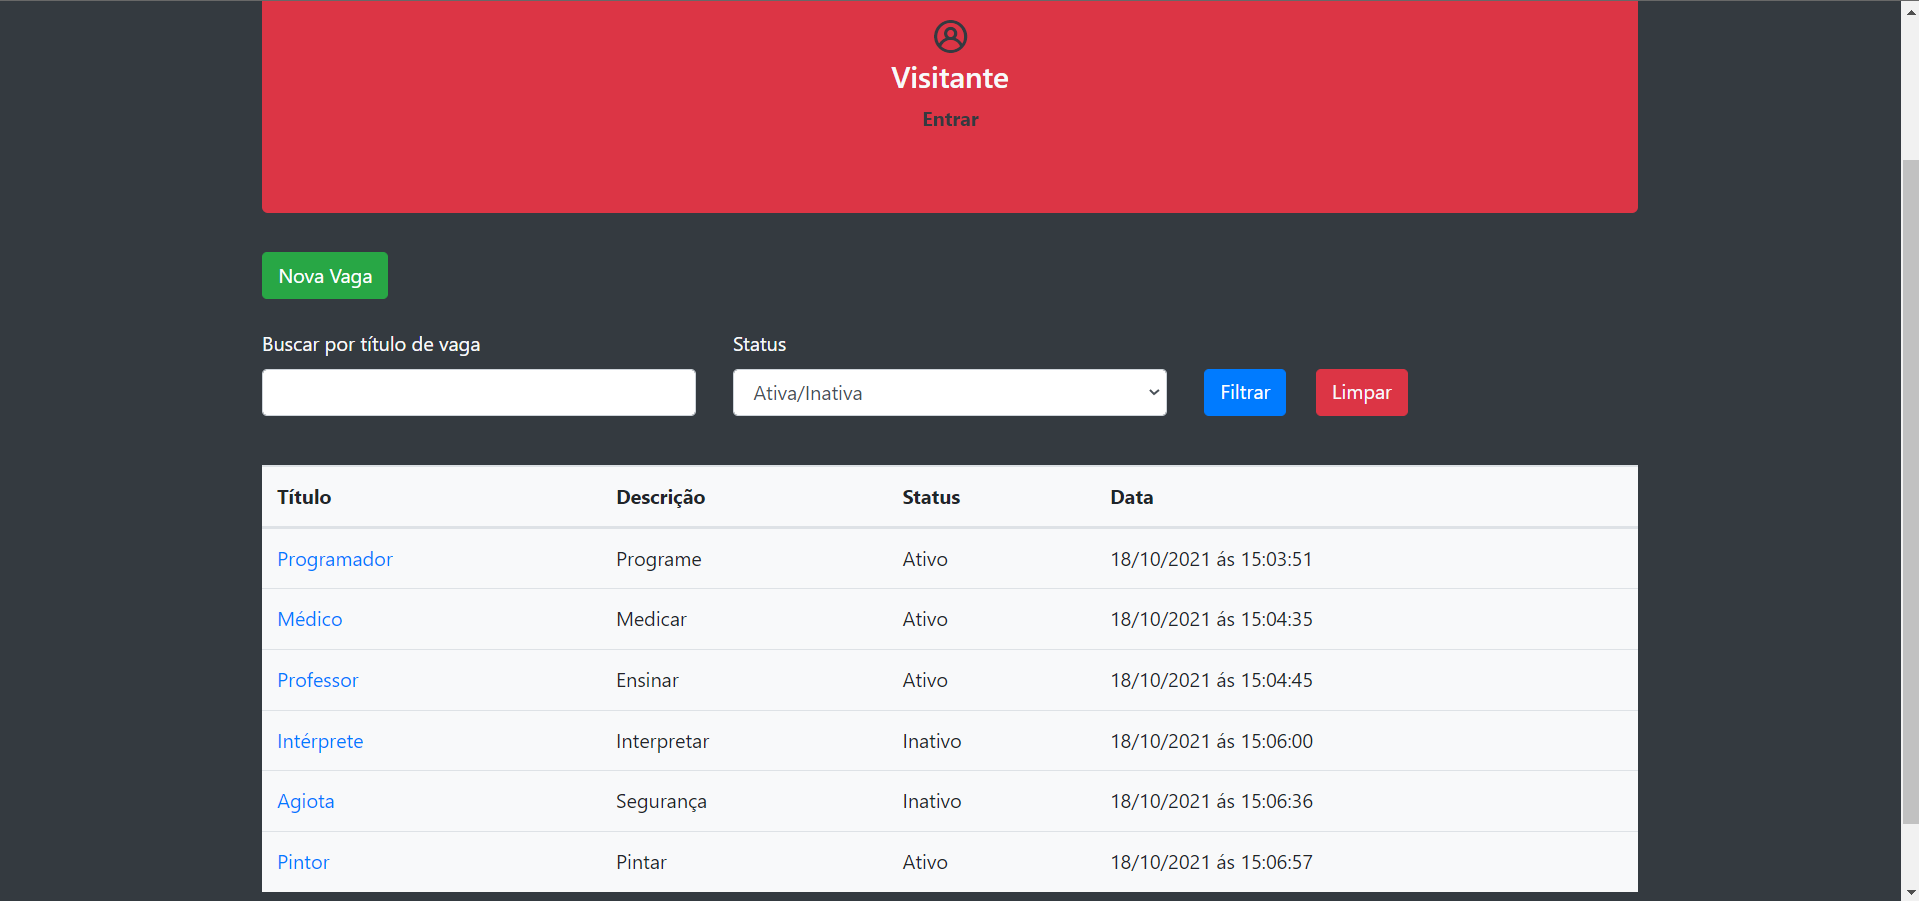 Visitante
Entrar
Nova Vaga
Buscar por título de vaga Status
Ativa/Inativa Filtrar Limpar
Título Descrição Status Data
Programador Programe Ativo 18/10/2021 ás 15:03:51
Médico Medicar Ativo 18/10/2021 ás 15:04:35
Professor Ensinar Ativo 18/10/2021 ás 15:04:45
Intérprete Interpretar Inativo 18/10/2021 ás 15:06:00
Agiota Segurança Inativo 18/10/2021 ás 15:06:36
Pintor Pintar Ativo 18/10/2021 ás 15:06:57